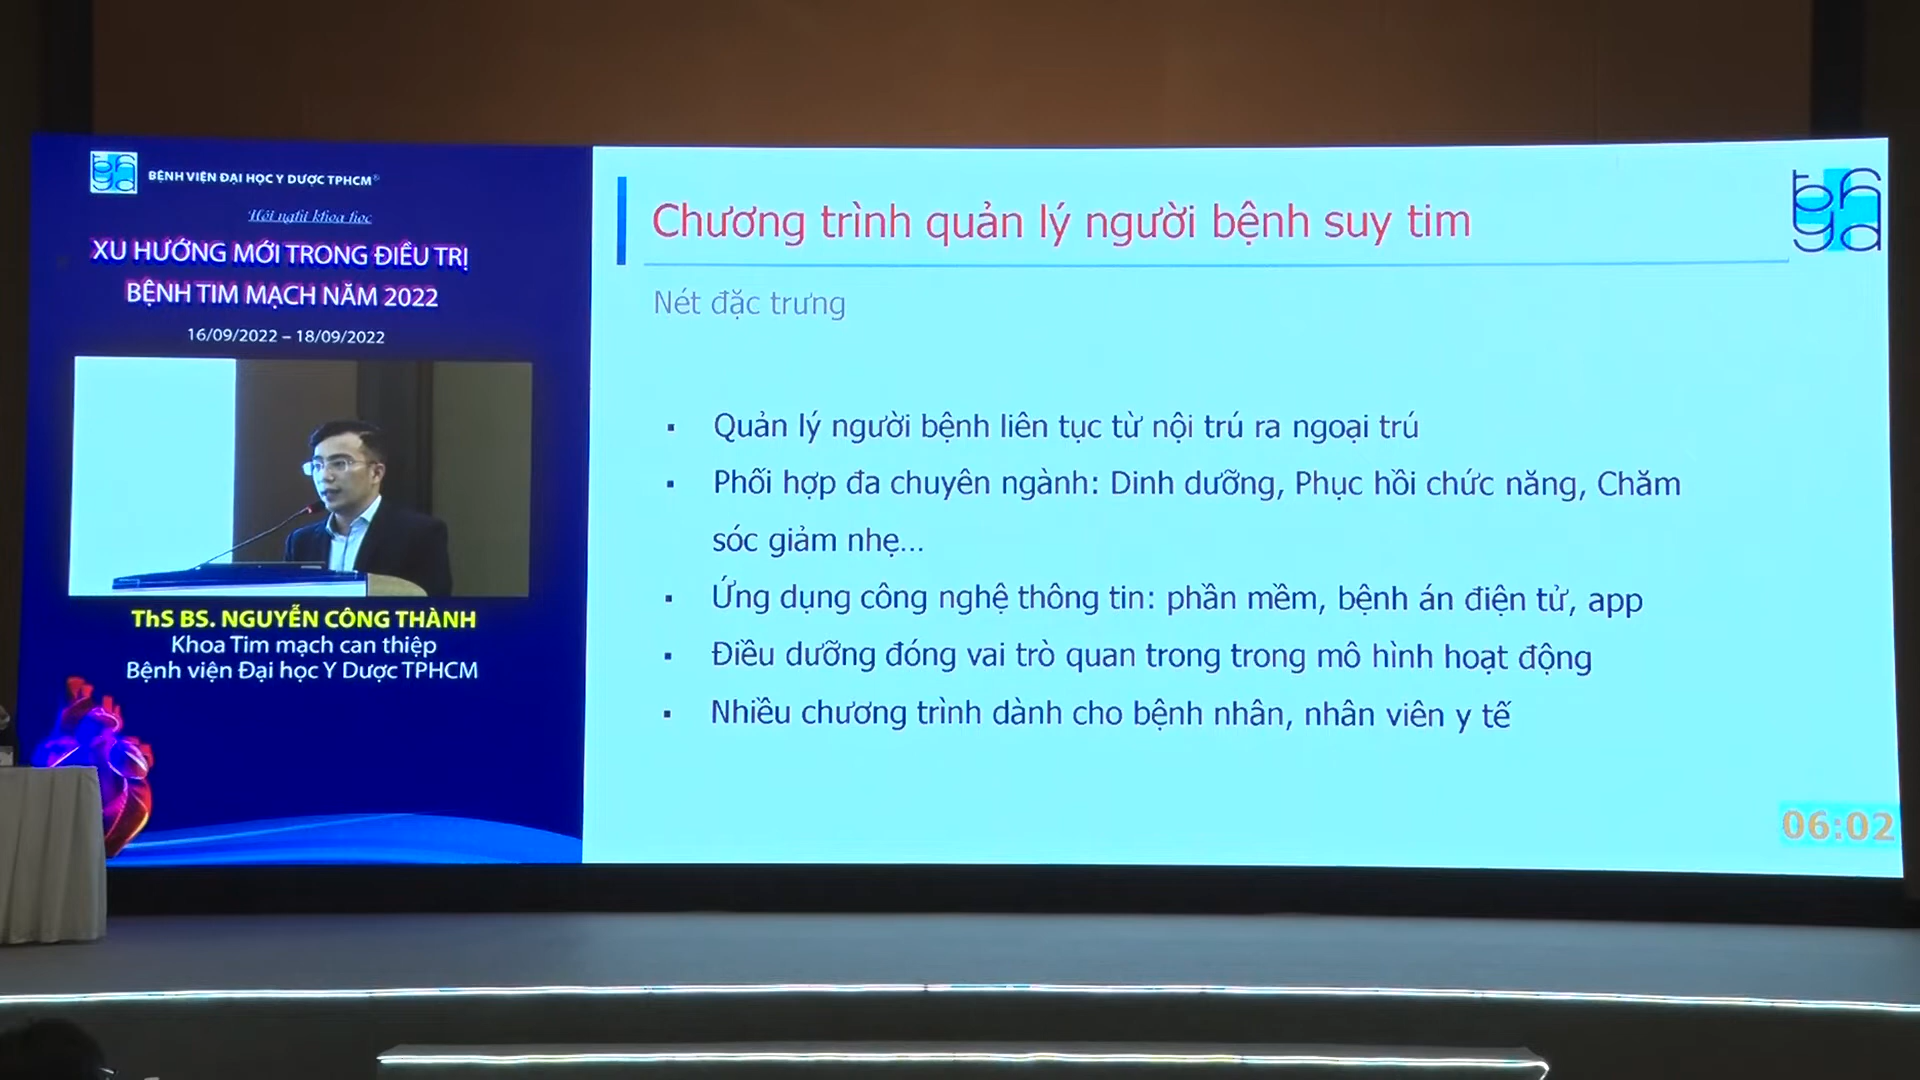 BỆNH VIỆN ĐẠI HỌC Y DƯỢC TPHCM®
Hội nghị khoa học
XU HƯỚNG MỚI TRONG ĐIỀU TRỊ
BỆNH TIM MẠCH NĂM 2022
16/09/2022 – 18/09/2022
ThS BS. NGUYỄN CÔNG THÀNH
Khoa Tim mạch can thiệp
Bệnh viện Đại học Y Dược TPHCM
Chương trình quản lý người bệnh suy tim
Nét đặc trưng
▪ Quản lý người bệnh liên tục từ nội trú ra ngoại trú
▪ Phối hợp đa chuyên ngành: Dinh dưỡng, Phục hồi chức năng, Chăm
sóc giảm nhẹ...
▪ Ứng dụng công nghệ thông tin: phần mềm, bệnh án điện tử, app
▪ Điều dưỡng đóng vai trò quan trong trong mô hình hoạt động
▪ Nhiều chương trình dành cho bệnh nhân, nhân viên y tế
06:02